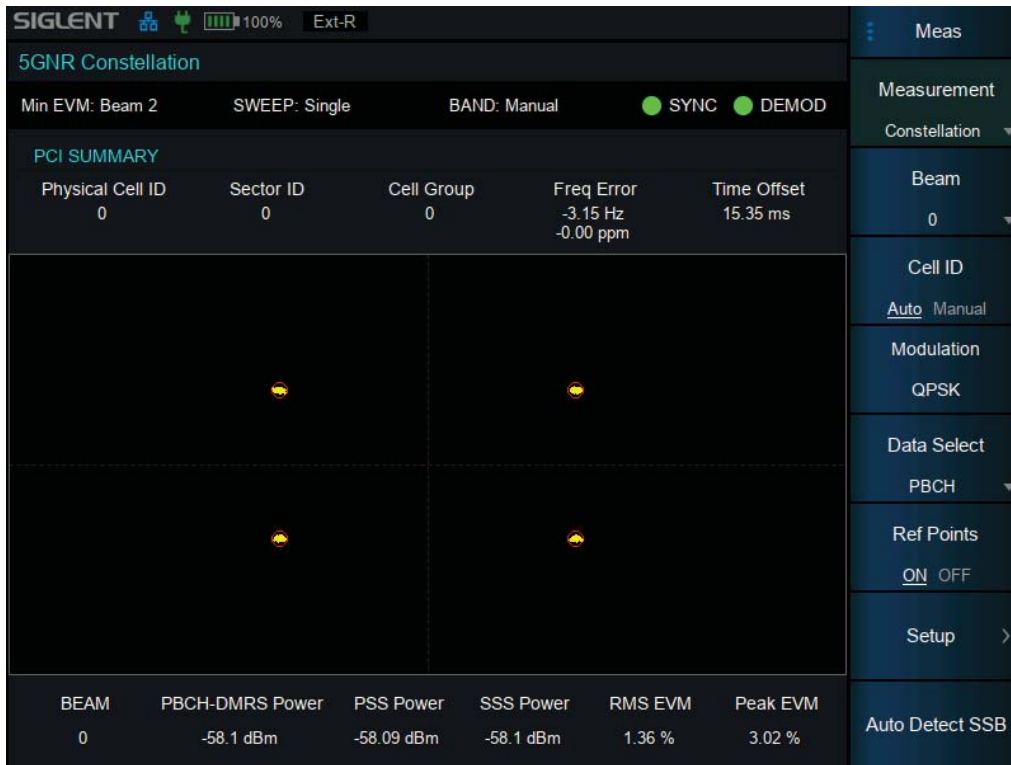 SIGLENT 100% Ext-R
5GNR Constellation
Min EVM: Beam 2 SWEEP: Single BAND: Manual SYNC DEMOD
PCI SUMMARY
Physical Cell ID Sector ID Cell Group Freq Error Time Offset
0 0 0 -3.15 Hz 15.35 ms
-0.00 ppm
BEAM PBCH-DMRS Power PSS Power SSS Power RMS EVM Peak EVM
0 -58.1 dBm -58.09 dBm -58.1 dBm 1.36 % 3.02 %
Meas
Measurement
Constellation
Beam
0
Cell ID
Auto Manual
Modulation
QPSK
Data Select
PBCH
Ref Points
ON OFF
Setup
Auto Detect SSB